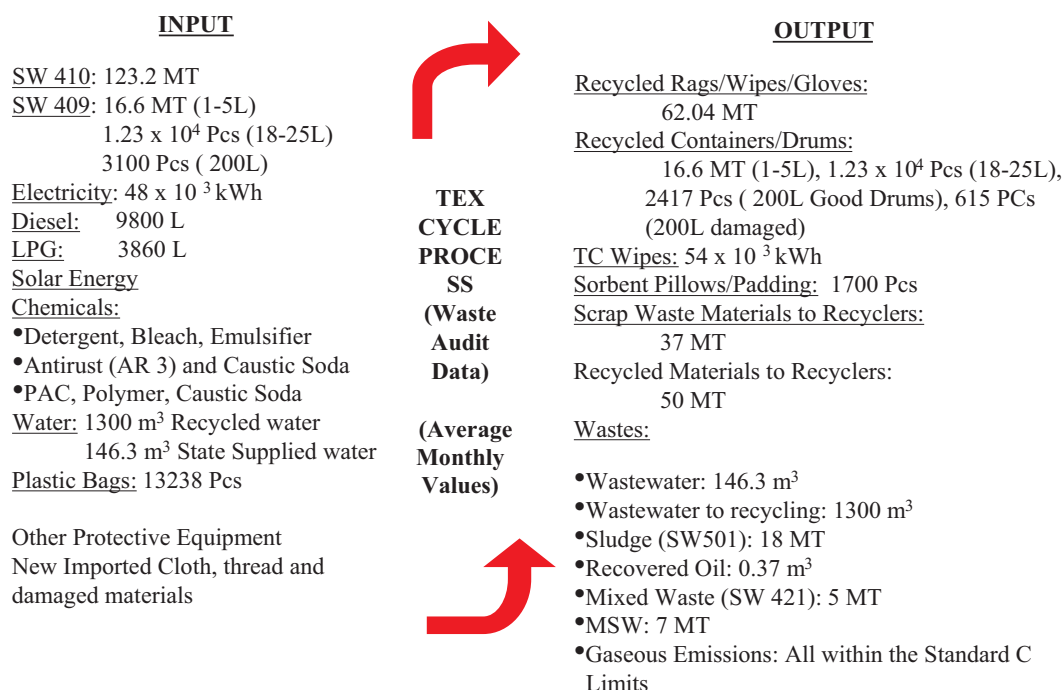 INPUT
SW 410: 123.2 MT
SW 409: 16.6 MT (1-5L)
1.23 x 10⁴ Pcs (18-25L)
3100 Pcs ( 200L)
Electricity: 48 x 10 ³ kWh
Diesel: 9800 L
LPG: 3860 L
Solar Energy
Chemicals:
•Detergent, Bleach, Emulsifier
•Antirust (AR 3) and Caustic Soda
•PAC, Polymer, Caustic Soda
Water: 1300 m³ Recycled water
146.3 m³ State Supplied water
Plastic Bags: 13238 Pcs
Other Protective Equipment
New Imported Cloth, thread and
damaged materials
TEX
CYCLE
PROCE
SS
(Waste
Audit
Data)
(Average
Monthly
Values)
OUTPUT
Recycled Rags/Wipes/Gloves:
62.04 MT
Recycled Containers/Drums:
16.6 MT (1-5L), 1.23 x 10⁴ Pcs (18-25L),
2417 Pcs ( 200L Good Drums), 615 PCs
(200L damaged)
TC Wipes: 54 x 10 ³ kWh
Sorbent Pillows/Padding: 1700 Pcs
Scrap Waste Materials to Recyclers:
37 MT
Recycled Materials to Recyclers:
50 MT
Wastes:
•Wastewater: 146.3 m³
•Wastewater to recycling: 1300 m³
•Sludge (SW501): 18 MT
•Recovered Oil: 0.37 m³
•Mixed Waste (SW 421): 5 MT
•MSW: 7 MT
•Gaseous Emissions: All within the Standard C
Limits